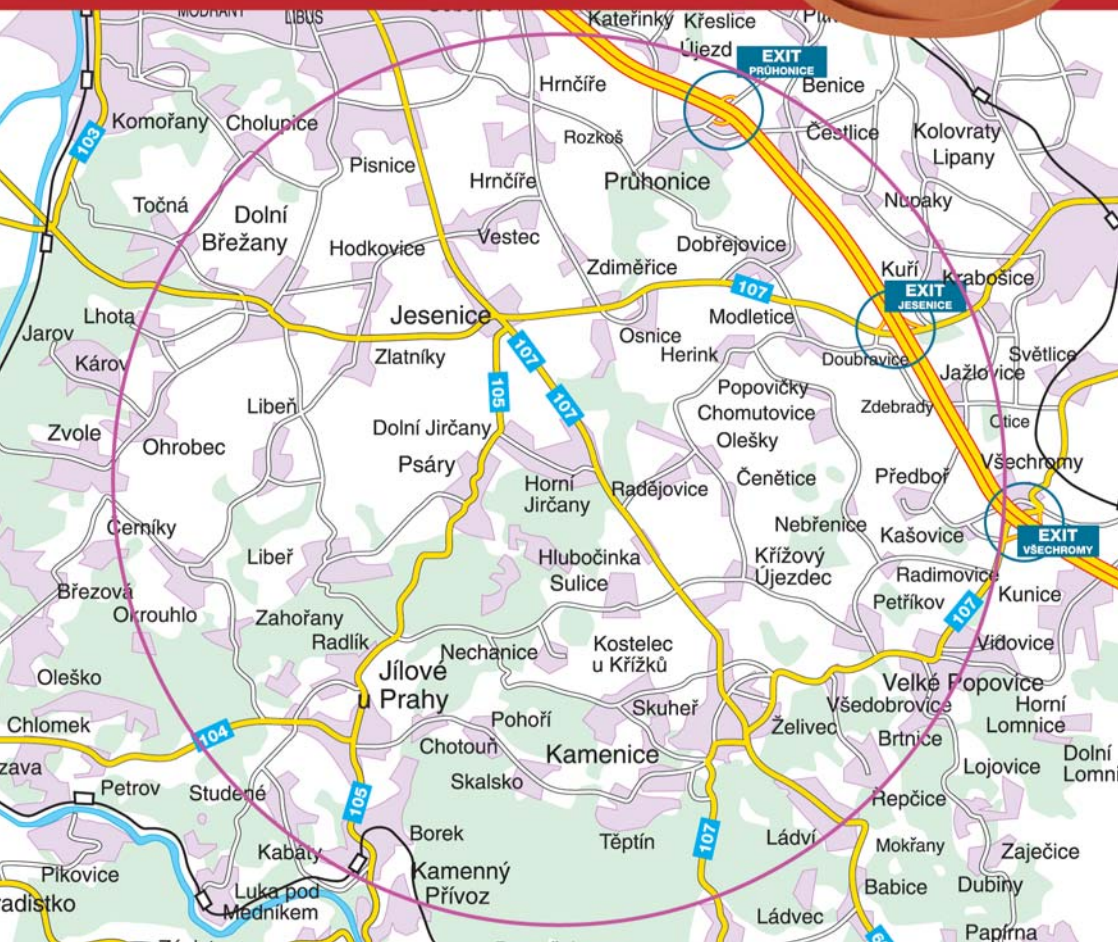 MODŘANY
LIBUŠ
Kateřinky
Křeslice
Újezd
EXIT
PRŮHONICE
Hrnčíře
Benice
103
Komořany
Cholupice
Rozkoš
Čestlice
Kolovraty
Lipany
Pisnice
Hrnčíře
Průhonice
Točná
Dolní
Břežany
Nupaky
Hodkovice
Vestec
Dobřejovice
Zdiměřice
Kuří
Krabošice
EXIT
JESENICE
107
Lhota
Jesenice
Modletice
Jarov
Osnice
Herink
Zlatníky
107
Doubravice
Světlice
Károv
Jažlovice
105
107
Popovičky
Chomutovice
Olešky
Libeň
Zdebrady
Otice
Zvole
Ohrobec
Dolní Jirčany
Psáry
Všechromy
Horní
Jirčany
Radějovice
Čenětice
Předboř
Černíky
Nebřenice
Kašovice
EXIT
VŠECHROMY
Libeř
Hlubočinka
Sulice
Křížový
Újezdec
Radimovice
Březová
Okrouhlo
Petříkov
107
Kunice
Zahořany
Radlík
Nechanice
Kostelec
u Křížků
Vidovice
Oleško
Jílové
u Prahy
Velké Popovice
Chlomek
104
Pohoří
Skuheř
Všedobrovice
Horní
Lomnice
Želivec
Brtnice
Chotouň
Kamenice
Dolní
Lojovice
Skalsko
Petrov
Studené
105
Řepčice
Borek
Těptín
107
Ládví
Mokřany
Zaječice
Kabáty
Pikovice
Kamenný
Přívoz
Luka pod
Medníkem
Babice
Dubiny
Ládvec
Papírna